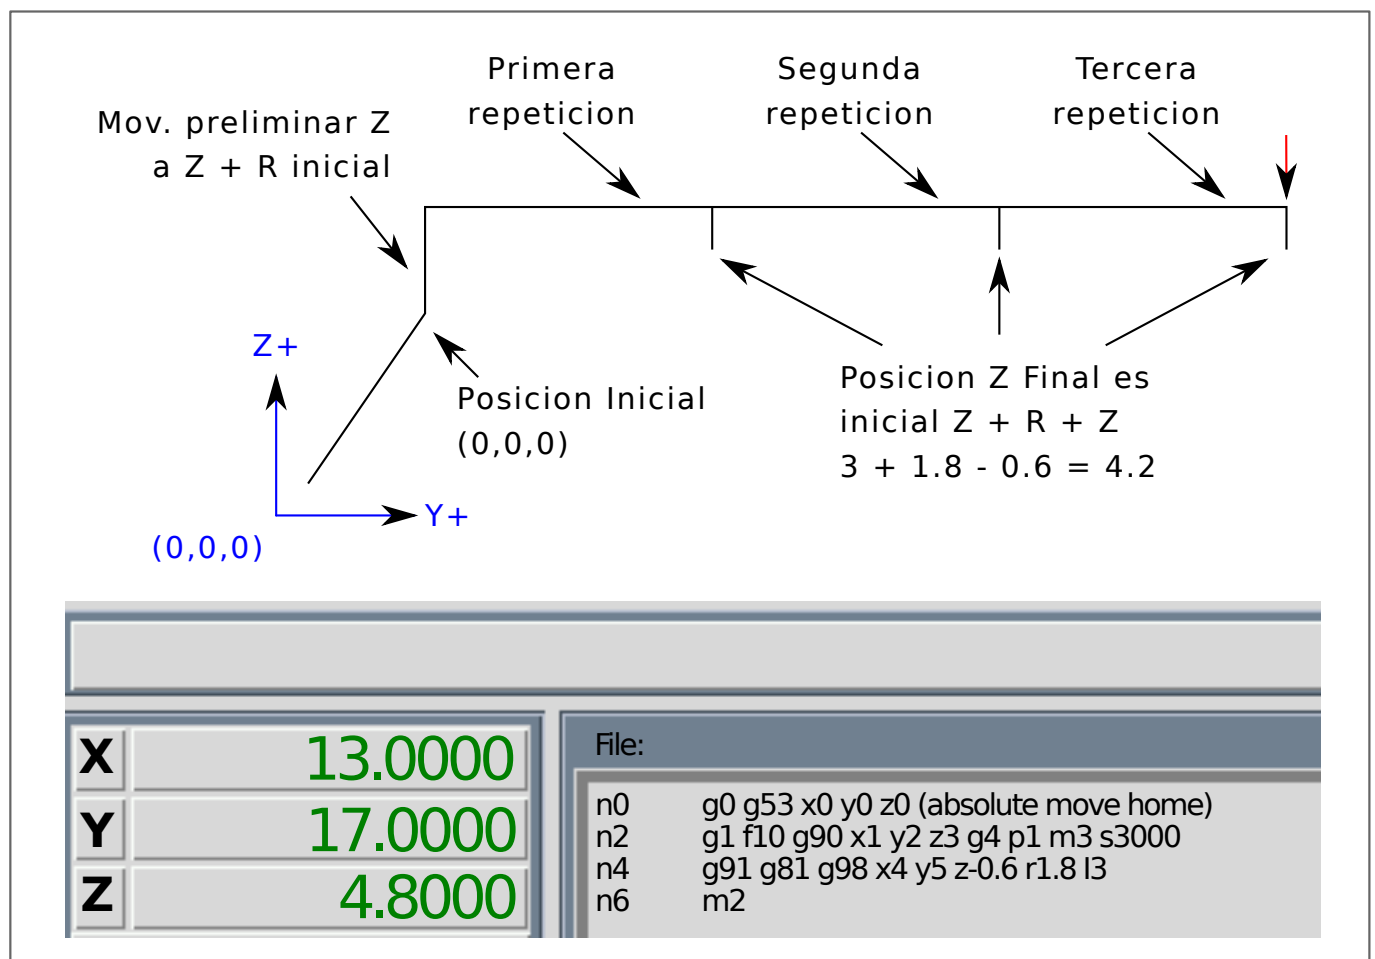 Primera
repeticion
Segunda
repeticion
Tercera
repeticion
Mov. preliminar Z
a Z + R inicial
Z+
Posicion Inicial
(0,0,0)
Posicion Z Final es
inicial Z + R + Z
3 + 1.8 - 0.6 = 4.2
Y+
(0,0,0)
X 13.0000
Y 17.0000
Z 4.8000
File:
n0 g0 g53 x0 y0 z0 (absolute move home)
n2 g1 f10 g90 x1 y2 z3 g4 p1 m3 s3000
n4 g91 g81 g98 x4 y5 z-0.6 r1.8 l3
n6 m2